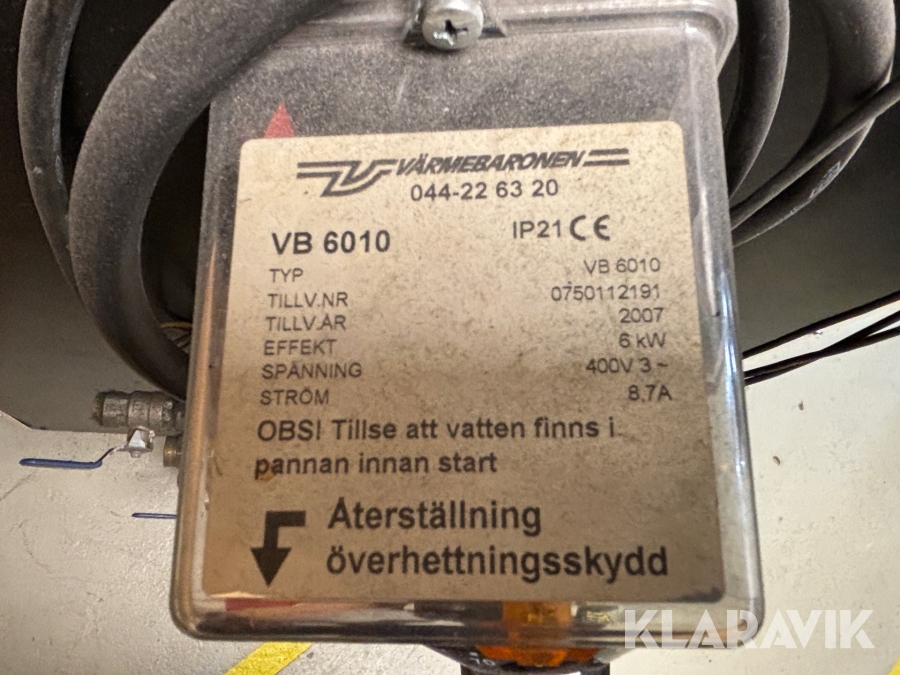 VÄRMEBARONEN
044-22 63 20
VB 6010 IP21 CE
TYP VB 6010
TILLV.NR 0750112191
TILLV.ÅR 2007
EFFEKT 6 kW
SPÄNNING 400V 3 ~
STRÖM 8,7A
OBS! Tillse att vatten finns i
pannan innan start
Återställning
överhettningsskydd
KLARAVIK